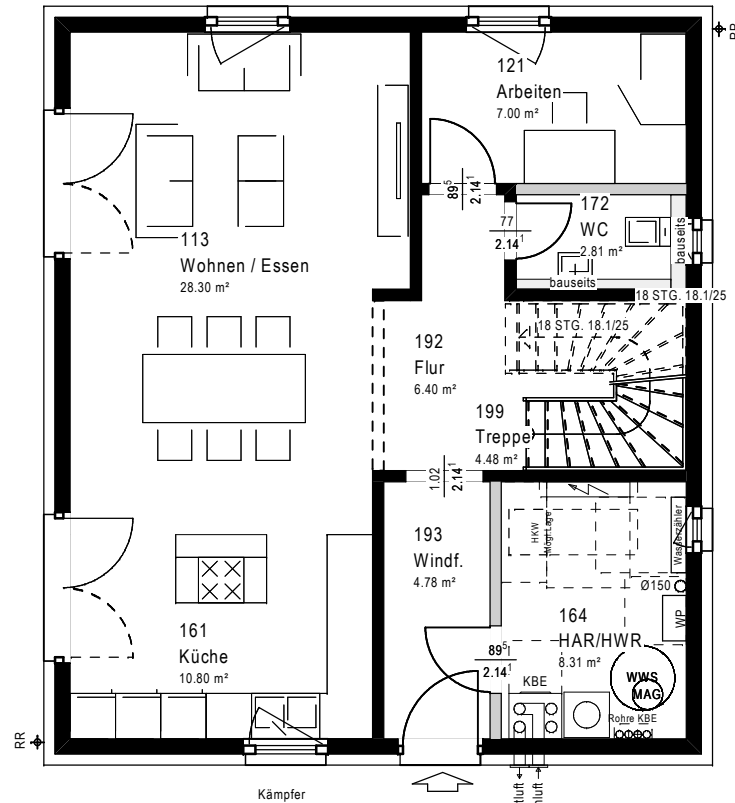 RR
121
Arbeiten
7.00 m²
89⁵
2.14¹
172
WC
2.81 m²
77
2.14¹
bauseits
bauseits
113
Wohnen / Essen
28.30 m²
18 STG. 18.1/25
18 STG. 18.1/25
192
Flur
6.40 m²
199
Treppe
4.48 m²
1.02
2.14¹
193
Windf.
4.78 m²
HKW
Mögl.Lage
Wasserzähler
Ø150
WP
164
HAR/HWR
8.31 m²
161
Küche
10.80 m²
89⁵
2.14¹
KBE
WWS
MAG
Rohre KBE
RR
Kämpfer